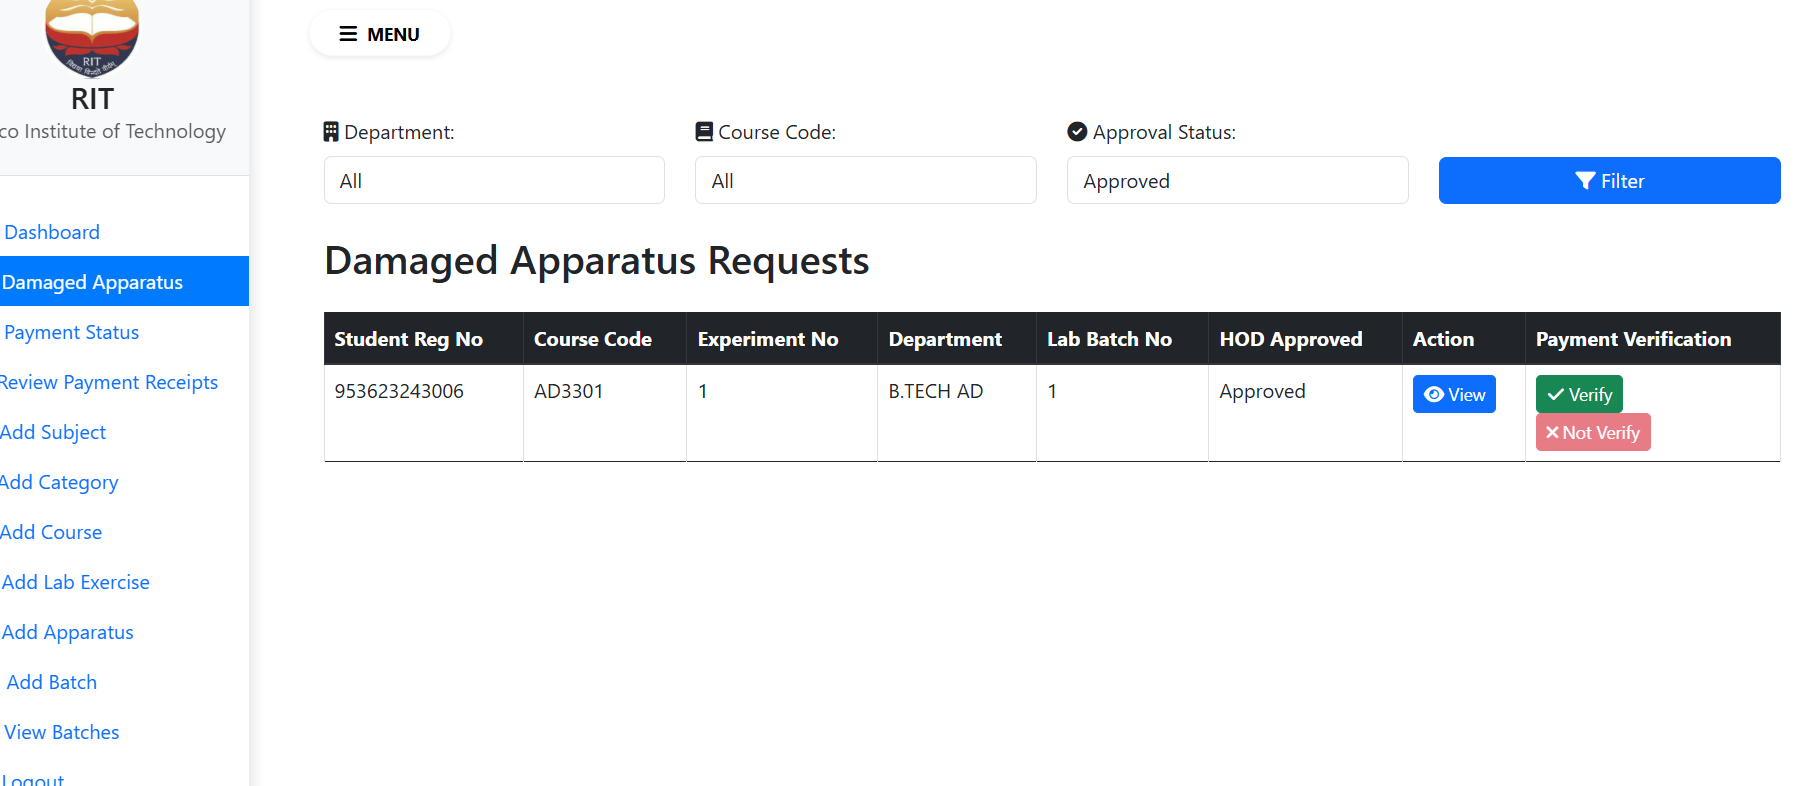 RIT
RIT
co Institute of Technology
Dashboard
Damaged Apparatus
Payment Status
Review Payment Receipts
Add Subject
Add Category
Add Course
Add Lab Exercise
Add Apparatus
Add Batch
View Batches
Logout
MENU
Department: Course Code: Approval Status:
All All Approved Filter
Damaged Apparatus Requests
Student Reg No Course Code Experiment No Department Lab Batch No HOD Approved Action Payment Verification
953623243006 AD3301 1 B.TECH AD 1 Approved View Verify
Not Verify